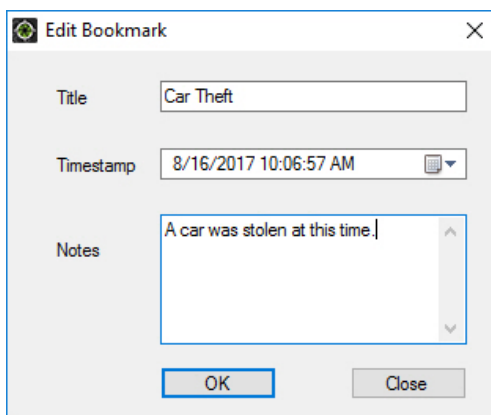 Edit Bookmark
Title
Car Theft
Timestamp
8/16/2017 10:06:57 AM
Notes
A car was stolen at this time.
OK
Close